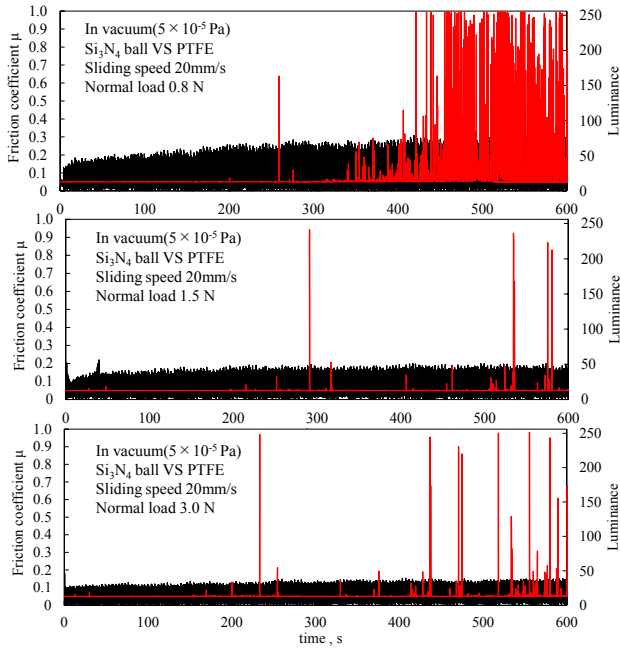 1.0
0.9
0.8
0.7
0.6
0.5
0.4
0.3
0.2
0.1
0
Friction coefficient μ
In vacuum(5×10⁻⁵ Pa)
Si₃N₄ ball VS PTFE
Sliding speed 20mm/s
Normal load 0.8 N
250
200
150
100
50
0
Luminance
0 100 200 300 400 500 600
1.0
0.9
0.8
0.7
0.6
0.5
0.4
0.3
0.2
0.1
0
Friction coefficient μ
In vacuum(5×10⁻⁵ Pa)
Si₃N₄ ball VS PTFE
Sliding speed 20mm/s
Normal load 1.5 N
250
200
150
100
50
0
Luminance
0 100 200 300 400 500 600
1.0
0.9
0.8
0.7
0.6
0.5
0.4
0.3
0.2
0.1
0
Friction coefficient μ
In vacuum(5×10⁻⁵ Pa)
Si₃N₄ ball VS PTFE
Sliding speed 20mm/s
Normal load 3.0 N
250
200
150
100
50
0
Luminance
0 100 200 300 400 500 600
time , s